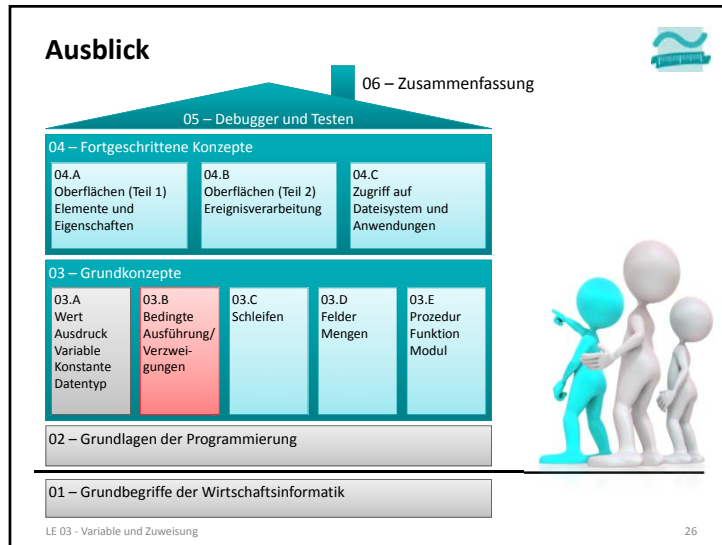 Ausblick
06 – Zusammenfassung
05 – Debugger und Testen
04 – Fortgeschrittene Konzepte
04.A
Oberflächen (Teil 1)
Elemente und
Eigenschaften
04.B
Oberflächen (Teil 2)
Ereignisverarbeitung
04.C
Zugriff auf
Dateisystem und
Anwendungen
03 – Grundkonzepte
03.A
Wert
Ausdruck
Variable
Konstante
Datentyp
03.B
Bedingte
Ausführung/
Verzwei-
gungen
03.C
Schleifen
03.D
Felder
Mengen
03.E
Prozedur
Funktion
Modul
02 – Grundlagen der Programmierung
01 – Grundbegriffe der Wirtschaftsinformatik
LE 03 - Variable und Zuweisung
26